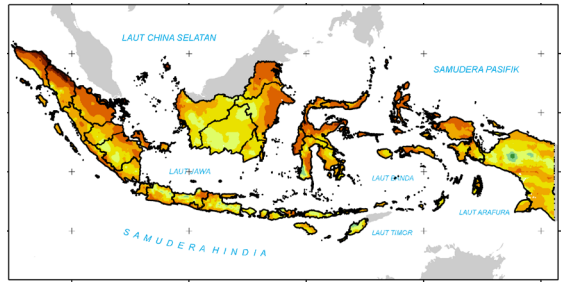 LAUT CHINA SELATAN
SAMUDERA PASIFIK
LAUT JAWA
LAUT BANDA
LAUT ARAFURA
LAUT TIMOR
SAMUDERA HINDIA